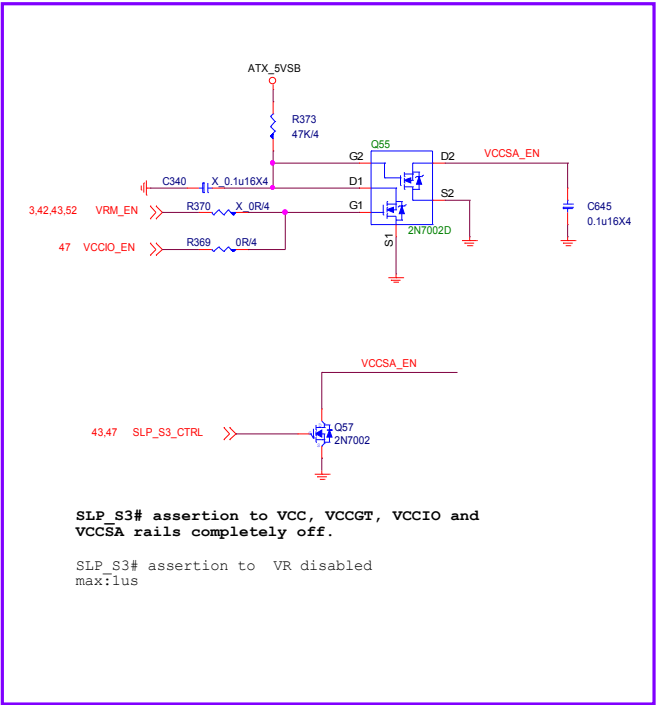 ATX_5VSB
R373
47K/4
Q55
G2
D2
VCCSA_EN
C340
X_0.1u16X4
D1
S2
3,42,43,52
VRM_EN
R370
X_0R/4
G1
C645
0.1u16X4
2N7002D
47
VCCIO_EN
R369
0R/4
S1
VCCSA_EN
43,47
SLP_S3_CTRL
Q57
2N7002
SLP_S3# assertion to VCC, VCCGT, VCCIO and
VCCSA rails completely off.
SLP_S3# assertion to VR disabled
max:1us